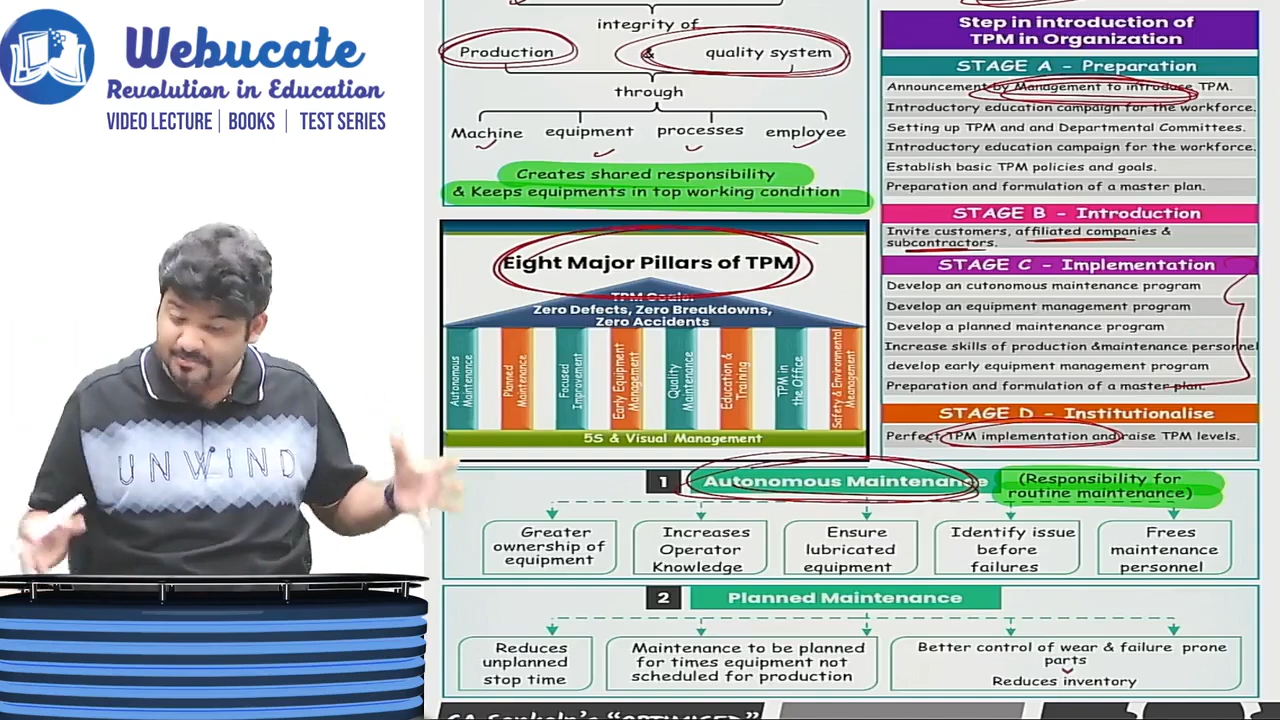 Webucate
Revolution in Education
VIDEO LECTURE | BOOKS | TEST SERIES
integrity of
Production & quality system
through
Machine equipment processes employee
Creates shared responsibility
& Keeps equipments in top working condition
Eight Major Pillars of TPM
TPM Goals:
Zero Defects, Zero Breakdowns,
Zero Accidents
Autonomous
Maintenance
Planned
Maintenance
Focused
Improvement
Early Equipment
Management
Quality
Maintenance
Education &
Training
TPM in
the Office
Safety & Environmental
Management
5S & Visual Management
Step in introduction of
TPM in Organization
STAGE A - Preparation
Announcement by Management to introduse TPM.
Introductory education campaign for the workforce.
Setting up TPM and and Departmental Committees.
Introductory education campaign for the workforce.
Establish basic TPM policies and goals.
Preparation and formulation of a master plan.
STAGE B - Introduction
Invite customers, affiliated companies &
subcontractors.
STAGE C - Implementation
Develop an cutonomous maintenance program
Develop an equipment management program
Develop a planned maintenance program
Increase skills of production &maintenance personnel
develop early equipment management program
Preparation and formulation of a master plan.
STAGE D - Institutionalise
Perfect TPM implementation and raise TPM levels.
1 Autonomous Maintenance (Responsibility for
routine maintenance)
Greater
ownership of
equipment
Increases
Operator
Knowledge
Ensure
lubricated
equipment
Identify issue
before
failures
Frees
maintenance
personnel
2 Planned Maintenance
Reduces
unplanned
stop time
Maintenance to be planned
for times equipment not
scheduled for production
Better control of wear & failure prone
parts
Reduces inventory
UNWIND